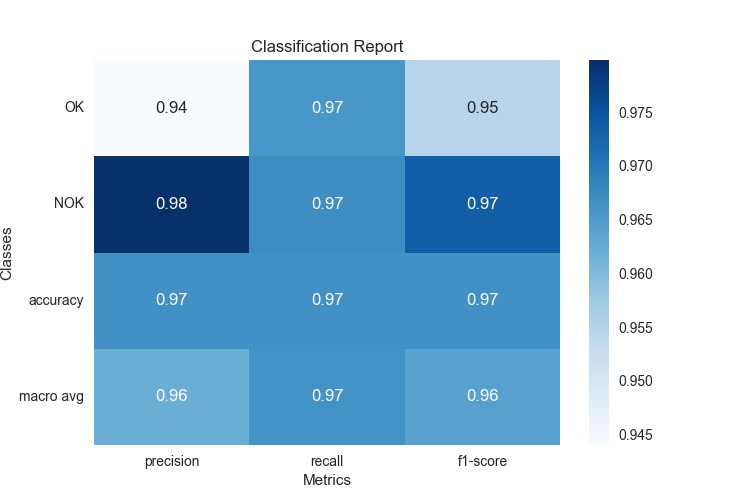 Classification Report
OK 0.94 0.97 0.95
NOK 0.98 0.97 0.97
accuracy 0.97 0.97 0.97
macro avg 0.96 0.97 0.96
precision recall f1-score
Metrics
Classes
0.975
0.970
0.965
0.960
0.955
0.950
0.945